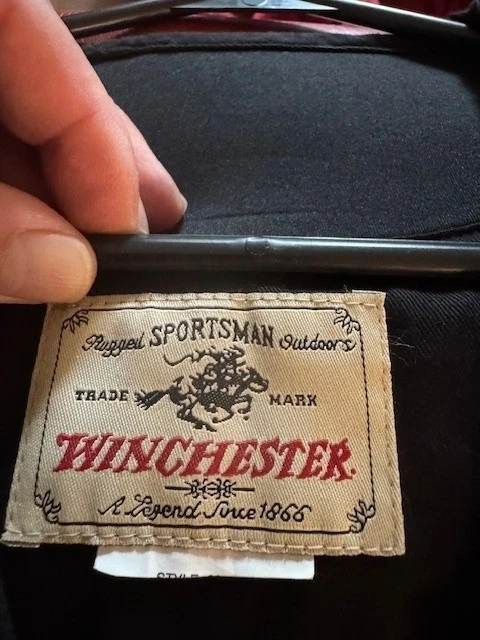 Rugged SPORTSMAN Outdoors
TRADE MARK
WINCHESTER.
A Legend Since 1866